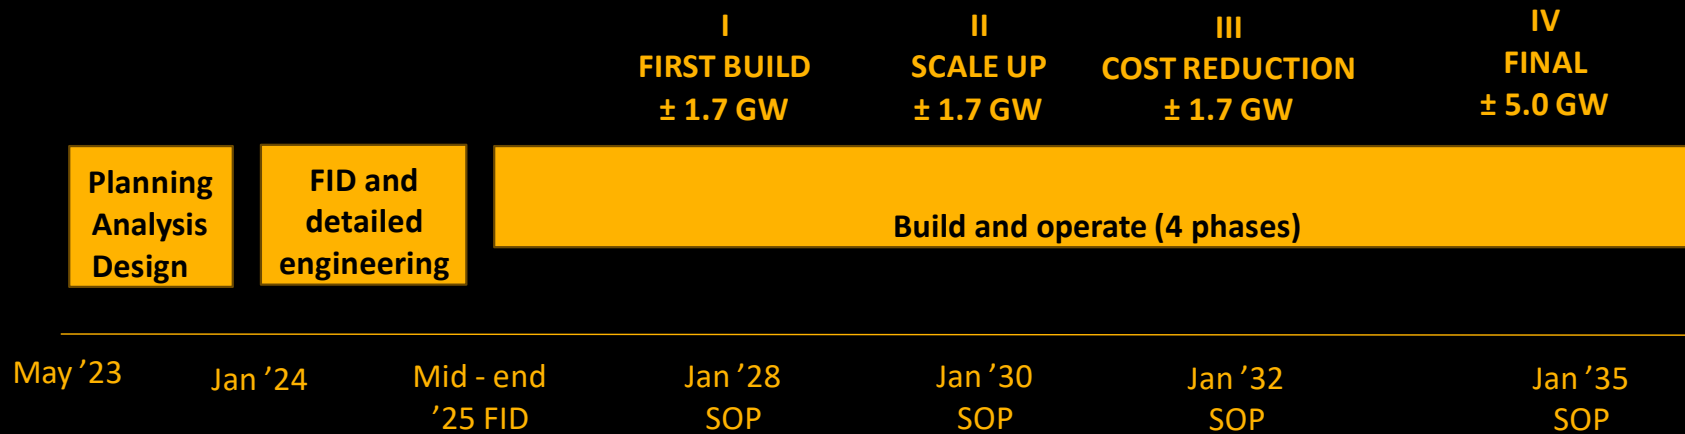 I
FIRST BUILD
± 1.7 GW
II
SCALE UP
± 1.7 GW
III
COST REDUCTION
± 1.7 GW
IV
FINAL
± 5.0 GW
Planning
Analysis
Design
FID and
detailed
engineering
Build and operate (4 phases)
May ’23
Jan ’24
Mid - end
’25 FID
Jan ’28
SOP
Jan ’30
SOP
Jan ’32
SOP
Jan ’35
SOP